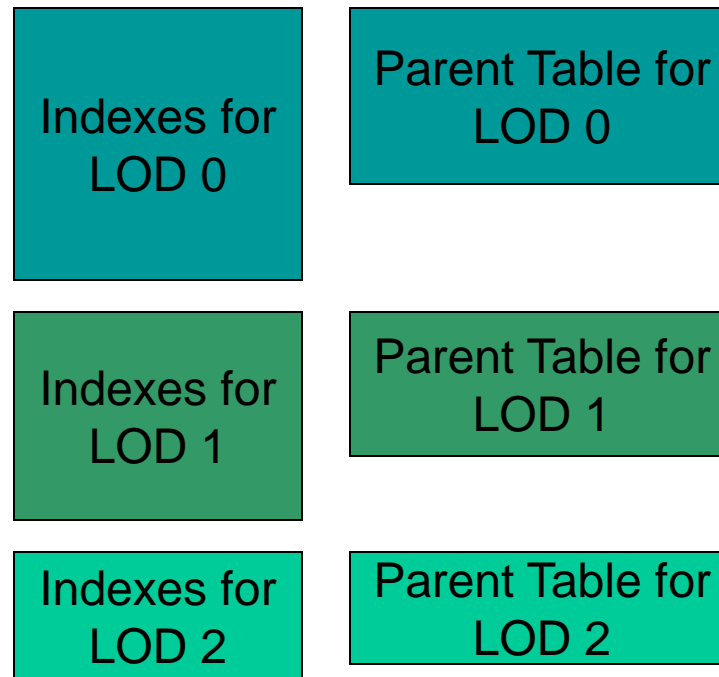 Indexes for
LOD 0
Parent Table for
LOD 0
Indexes for
LOD 1
Parent Table for
LOD 1
Indexes for
LOD 2
Parent Table for
LOD 2